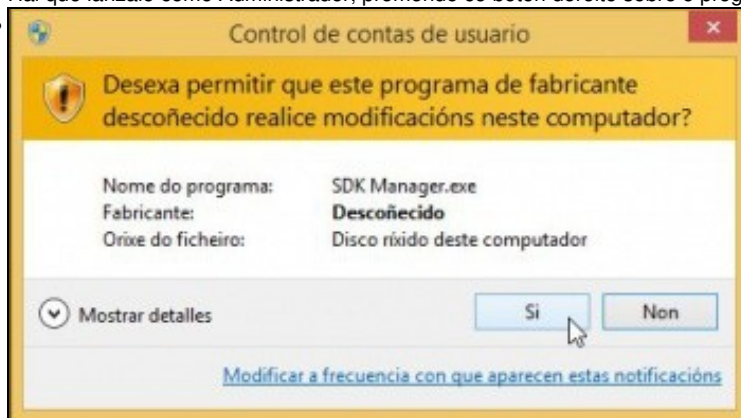 Control de contas de usuario
Desexa permitir que este programa de fabricante
descoñecido realice modificacións neste computador?
Nome do programa: SDK Manager.exe
Fabricante: Descoñecido
Orixe do ficheiro: Disco ríxido deste computador
Mostrar detalles
Si Non
Modificar a frecuencia con que aparecen estas notificacións